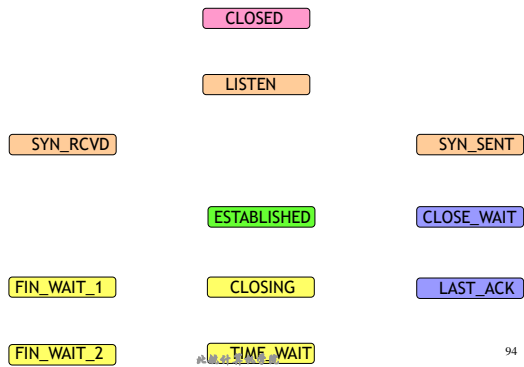 CLOSED
LISTEN
SYN_RCVD
SYN_SENT
ESTABLISHED
CLOSE_WAIT
FIN_WAIT_1
CLOSING
LAST_ACK
FIN_WAIT_2
TIME_WAIT
94